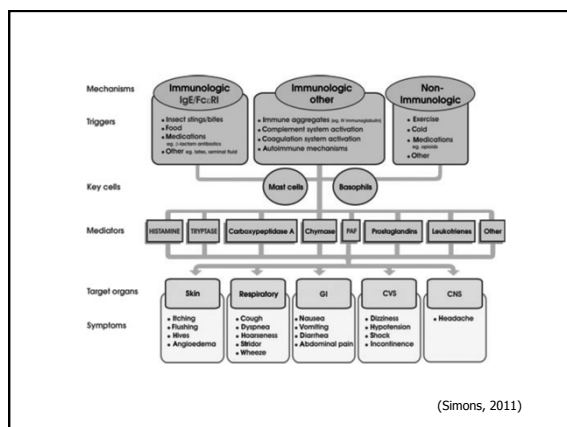 Mechanisms
Immunologic
IgE/FcεRI
Immunologic
other
Non-
Immunologic
Triggers
• Insect stings/bites
• Food
• Medications
eg. β-lactam antibiotics
• Other eg. latex, seminal fluid
• Immune aggregates (eg. IV immunoglobulin)
• Complement system activation
• Coagulation system activation
• Autoimmune mechanisms
• Exercise
• Cold
• Medications
eg. opioids
• Other
Key cells
Mast cells
Basophils
Mediators
HISTAMINE
TRYPTASE
Carboxypeptidase A
Chymase
PAF
Prostaglandins
Leukotrienes
Other
Target organs
Skin
Respiratory
GI
CVS
CNS
Symptoms
• Itching
• Flushing
• Hives
• Angioedema
• Cough
• Dyspnea
• Hoarseness
• Stridor
• Wheeze
• Nausea
• Vomiting
• Diarrhea
• Abdominal pain
• Dizziness
• Hypotension
• Shock
• Incontinence
• Headache
(Simons, 2011)